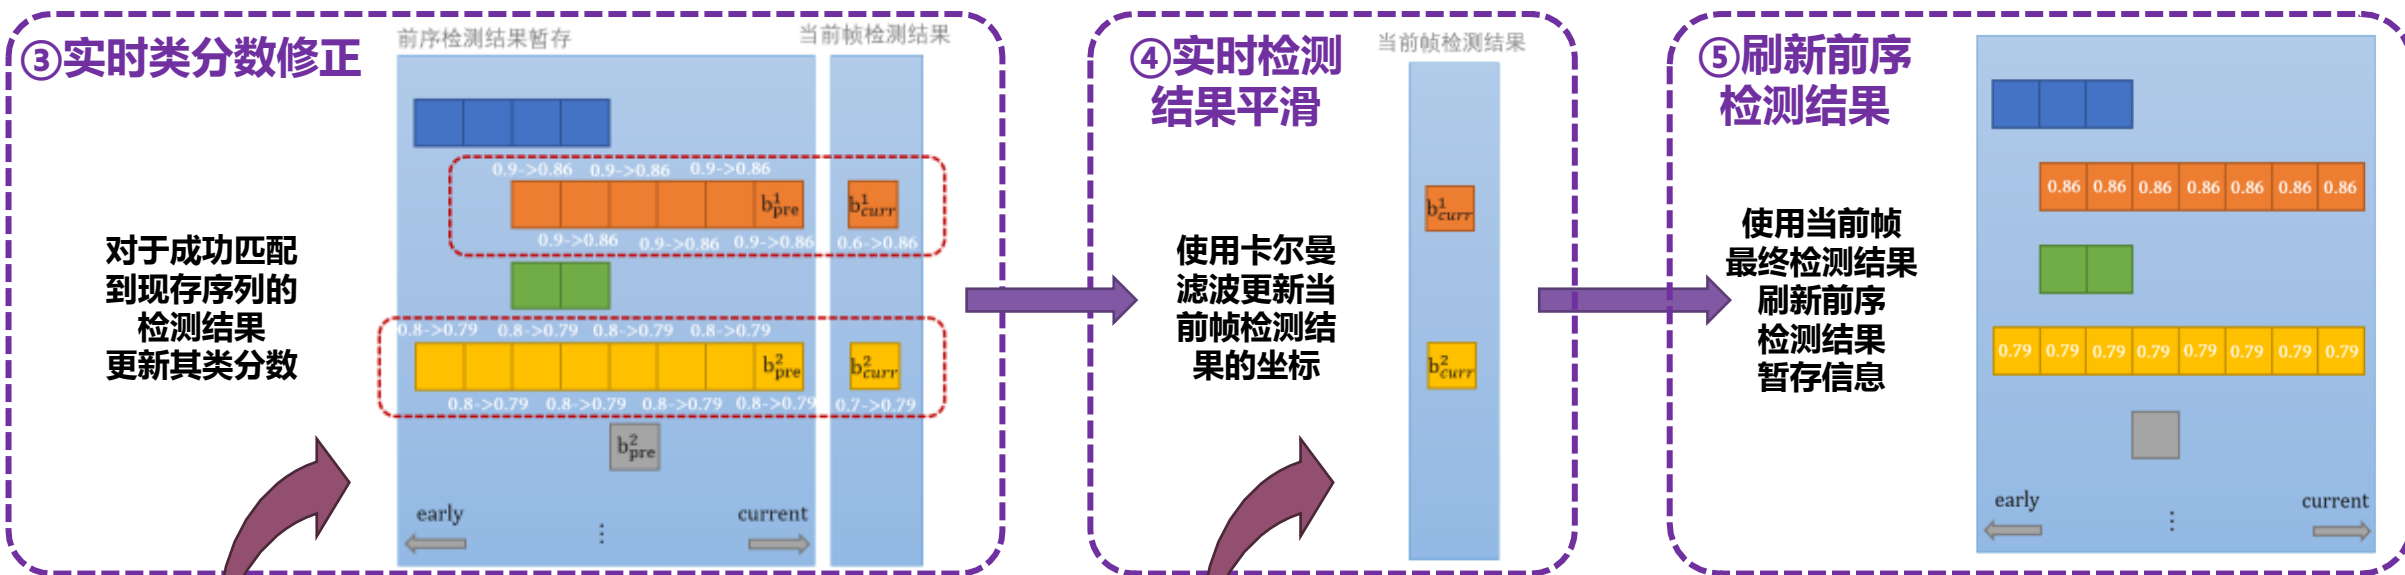 ③实时类分数修正
前序检测结果暂存
当前帧检测结果
对于成功匹配
到现存序列的
检测结果
更新其类分数
0.9->0.86 0.9->0.86 0.9->0.86
b¹pre b¹curr
0.9->0.86 0.9->0.86 0.9->0.86 0.6->0.86
0.8->0.79 0.8->0.79 0.8->0.79 0.8->0.79
b²pre b²curr
0.8->0.79 0.8->0.79 0.8->0.79 0.8->0.79 0.7->0.79
b²pre
early ⋮ current
④实时检测
结果平滑
当前帧检测结果
使用卡尔曼
滤波更新当
前帧检测结
果的坐标
b¹curr
b²curr
⑤刷新前序
检测结果
使用当前帧
最终检测结果
刷新前序
检测结果
暂存信息
0.86 0.86 0.86 0.86 0.86 0.86 0.86
0.79 0.79 0.79 0.79 0.79 0.79 0.79 0.79
early ⋮ current